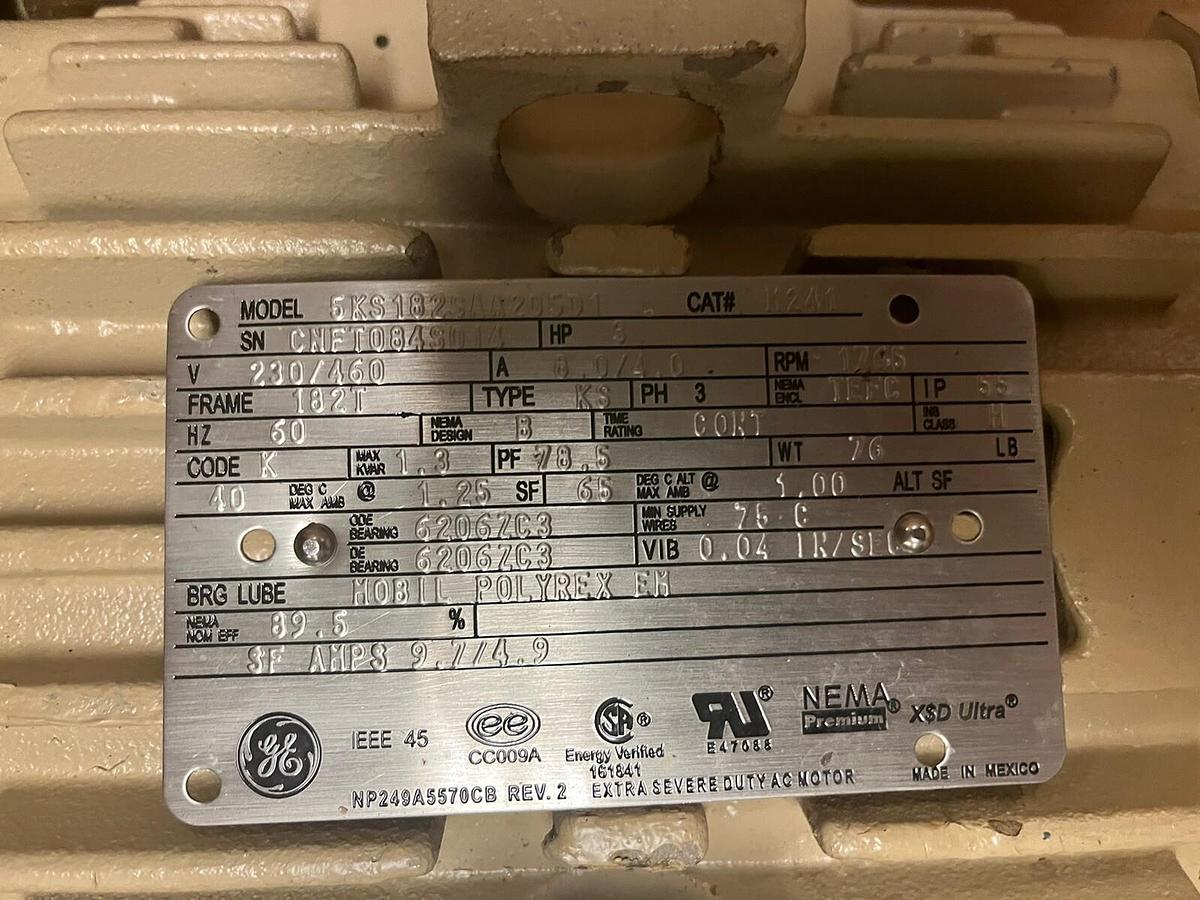 MODEL 5KS182SAA205D1 CAT# M241
SN CNFT084S014 HP 3
V 230/460 A 8.0/4.0 RPM
FRAME 182T TYPE KS PH 3 NEMA ENCL TEFC IP 55
HZ 60 NEMA DESIGN B TIME RATING CONT INS CLASS H
CODE K MAX KVAR 1.3 PF 78.5 WT 76 LB
40 DEG C MAX AMB @ 1.25 SF 65 DEG C ALT MAX AMB @ 1.00 ALT SF
ODE BEARING 6206ZC3 MIN SUPPLY WIRES 75 C
DE BEARING 6206ZC3 VIB 0.04 IN/SEC
BRG LUBE MOBIL POLYREX EM
NEMA NOM EFF 89.5 %
SF AMPS 9.7/4.9
GE IEEE 45 ee CC009A SA ® Energy Verified 161841 RU ® E47088 NEMA Premium ® X$D Ultra®
NP249A5570CB REV. 2 EXTRA SEVERE DUTY AC MOTOR MADE IN MEXICO